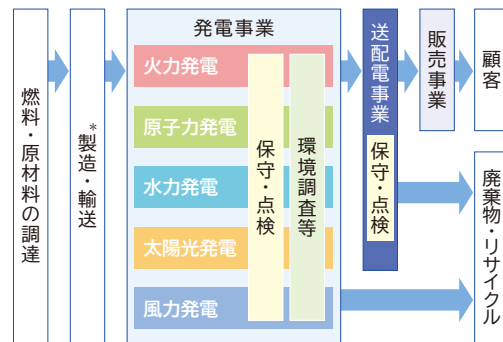 燃料・原材料の調達
*製造・輸送
発電事業
火力発電
原子力発電
水力発電
太陽光発電
風力発電
保守・点検
環境調査等
送配電事業
保守・点検
販売事業
顧客
廃棄物・リサイクル